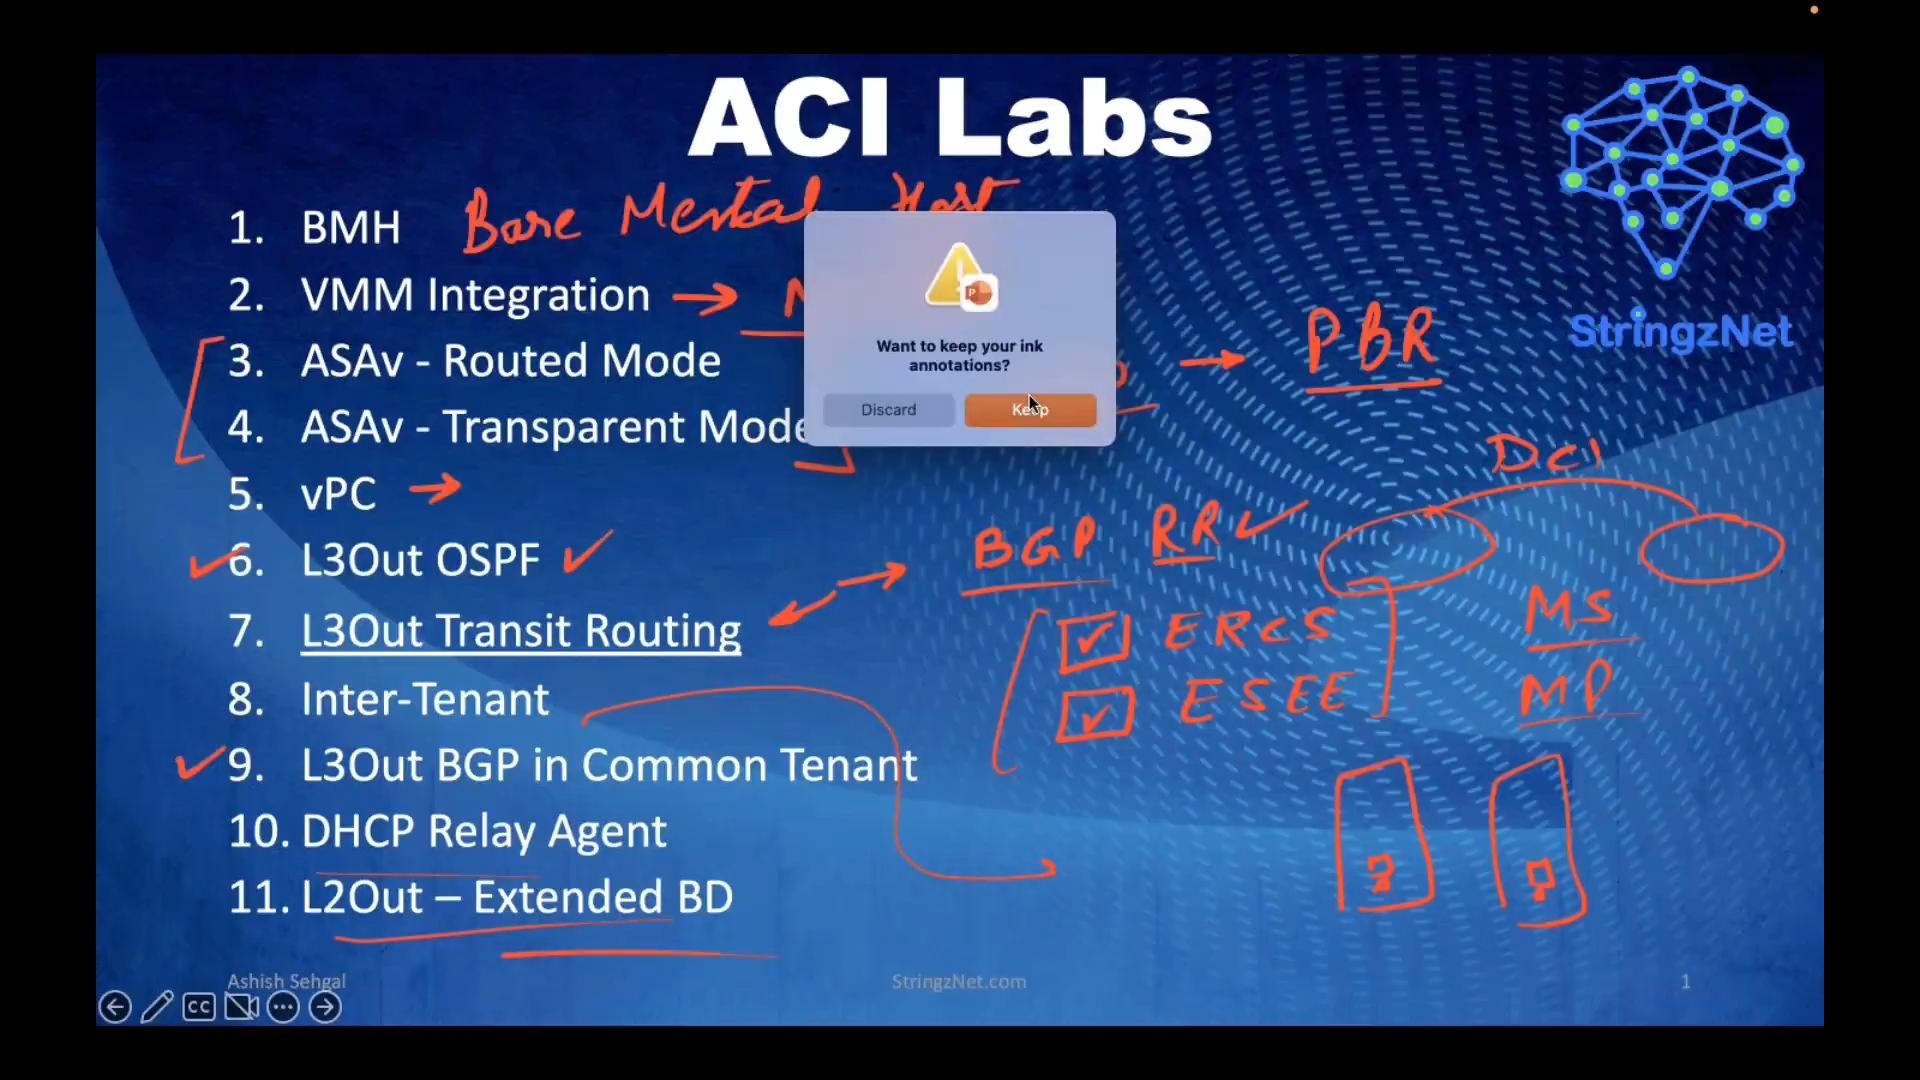 ACI Labs
1. BMH Bare Mental Host
2. VMM Integration →
3. ASAv - Routed Mode → PBR
4. ASAv - Transparent Mode
5. vPC →
6. L3Out OSPF
7. L3Out Transit Routing
8. Inter-Tenant
9. L3Out BGP in Common Tenant
10. DHCP Relay Agent
11. L2Out – Extended BD
Want to keep your ink
annotations?
Discard Keep
StringzNet
DCI
BGP RR
ERCS
ESEE
MS
MP
Ashish Sehgal StringzNet.com 1
CC